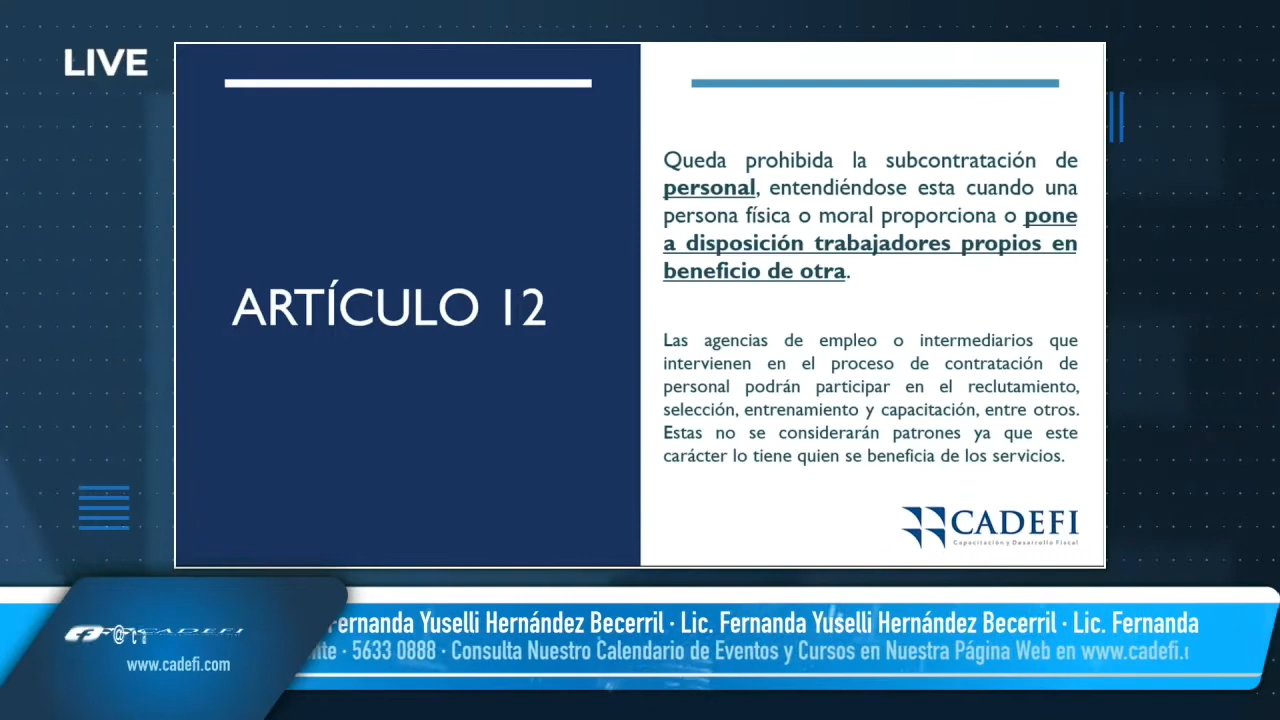 LIVE
ARTÍCULO 12
Queda prohibida la subcontratación de
personal, entendiéndose esta cuando una
persona física o moral proporciona o pone
a disposición trabajadores propios en
beneficio de otra.
Las agencias de empleo o intermediarios que
intervienen en el proceso de contratación de
personal podrán participar en el reclutamiento,
selección, entrenamiento y capacitación, entre otros.
Estas no se considerarán patrones ya que este
carácter lo tiene quien se beneficia de los servicios.
CADEFI
Capacitación y Desarrollo Fiscal
Fernanda Yuselli Hernández Becerril · Lic. Fernanda Yuselli Hernández Becerril · Lic. Fernanda
· 5633 0888 · Consulta Nuestro Calendario de Eventos y Cursos en Nuestra Página Web en www.cadefi.
www.cadefi.com